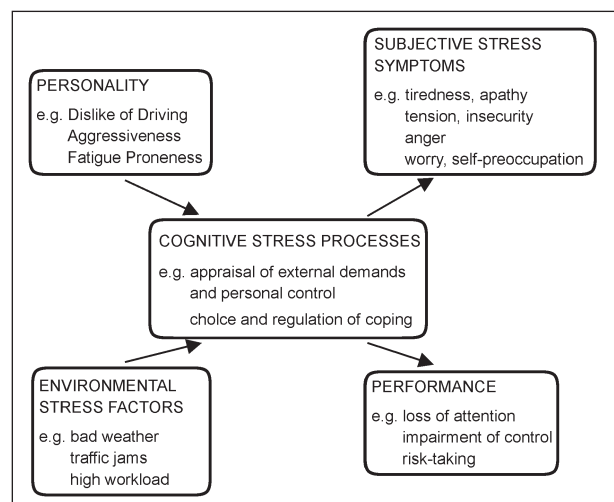 PERSONALITY
e.g. Dislike of Driving
Aggressiveness
Fatigue Proneness
SUBJECTIVE STRESS
SYMPTOMS
e.g. tiredness, apathy
tension, insecurity
anger
worry, self-preoccupation
COGNITIVE STRESS PROCESSES
e.g. appraisal of external demands
and personal control
cholce and regulation of coping
ENVIRONMENTAL
STRESS FACTORS
e.g. bad weather
traffic jams
high workload
PERFORMANCE
e.g. loss of attention
impairment of control
risk-taking